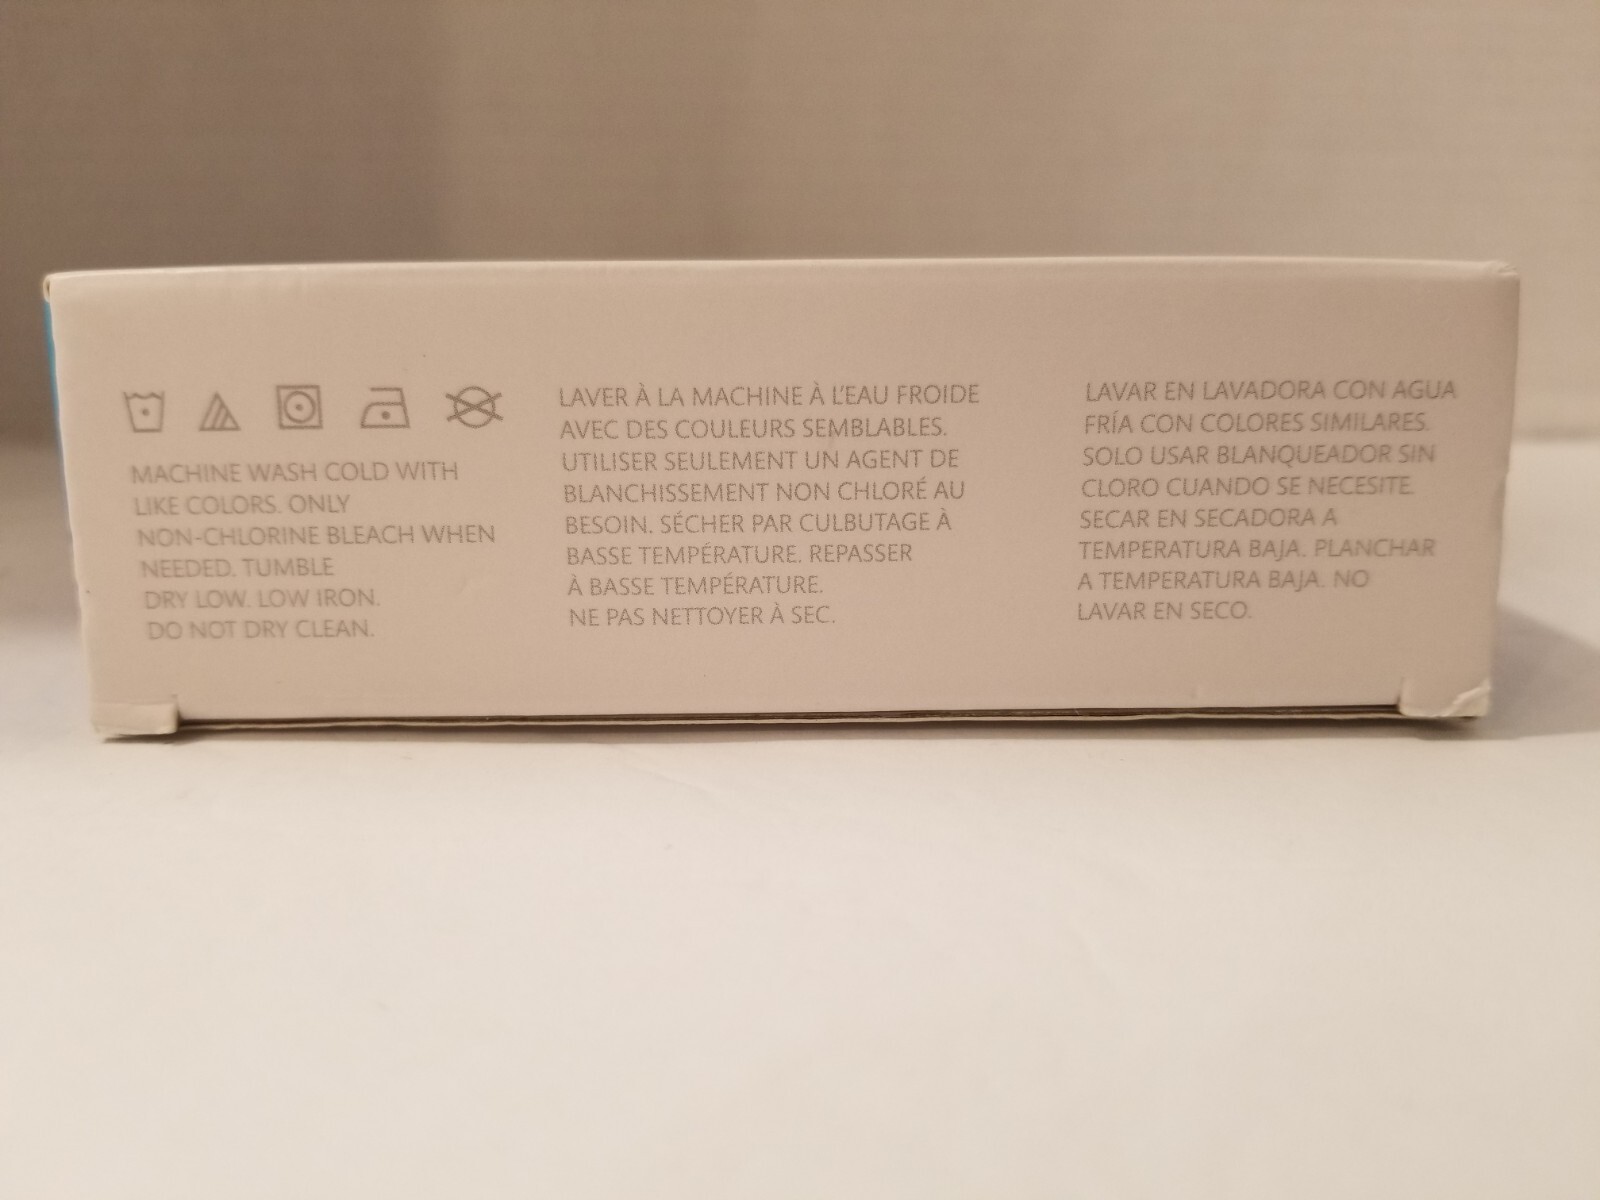 MACHINE WASH COLD WITH
LIKE COLORS. ONLY
NON-CHLORINE BLEACH WHEN
NEEDED. TUMBLE
DRY LOW. LOW IRON.
DO NOT DRY CLEAN.
LAVER À LA MACHINE À L'EAU FROIDE
AVEC DES COULEURS SEMBLABLES.
UTILISER SEULEMENT UN AGENT DE
BLANCHISSEMENT NON CHLORÉ AU
BESOIN. SÉCHER PAR CULBUTAGE À
BASSE TEMPÉRATURE. REPASSER
À BASSE TEMPÉRATURE.
NE PAS NETTOYER À SEC.
LAVAR EN LAVADORA CON AGUA
FRÍA CON COLORES SIMILARES.
SOLO USAR BLANQUEADOR SIN
CLORO CUANDO SE NECESITE.
SECAR EN SECADORA A
TEMPERATURA BAJA. PLANCHAR
A TEMPERATURA BAJA. NO
LAVAR EN SECO.